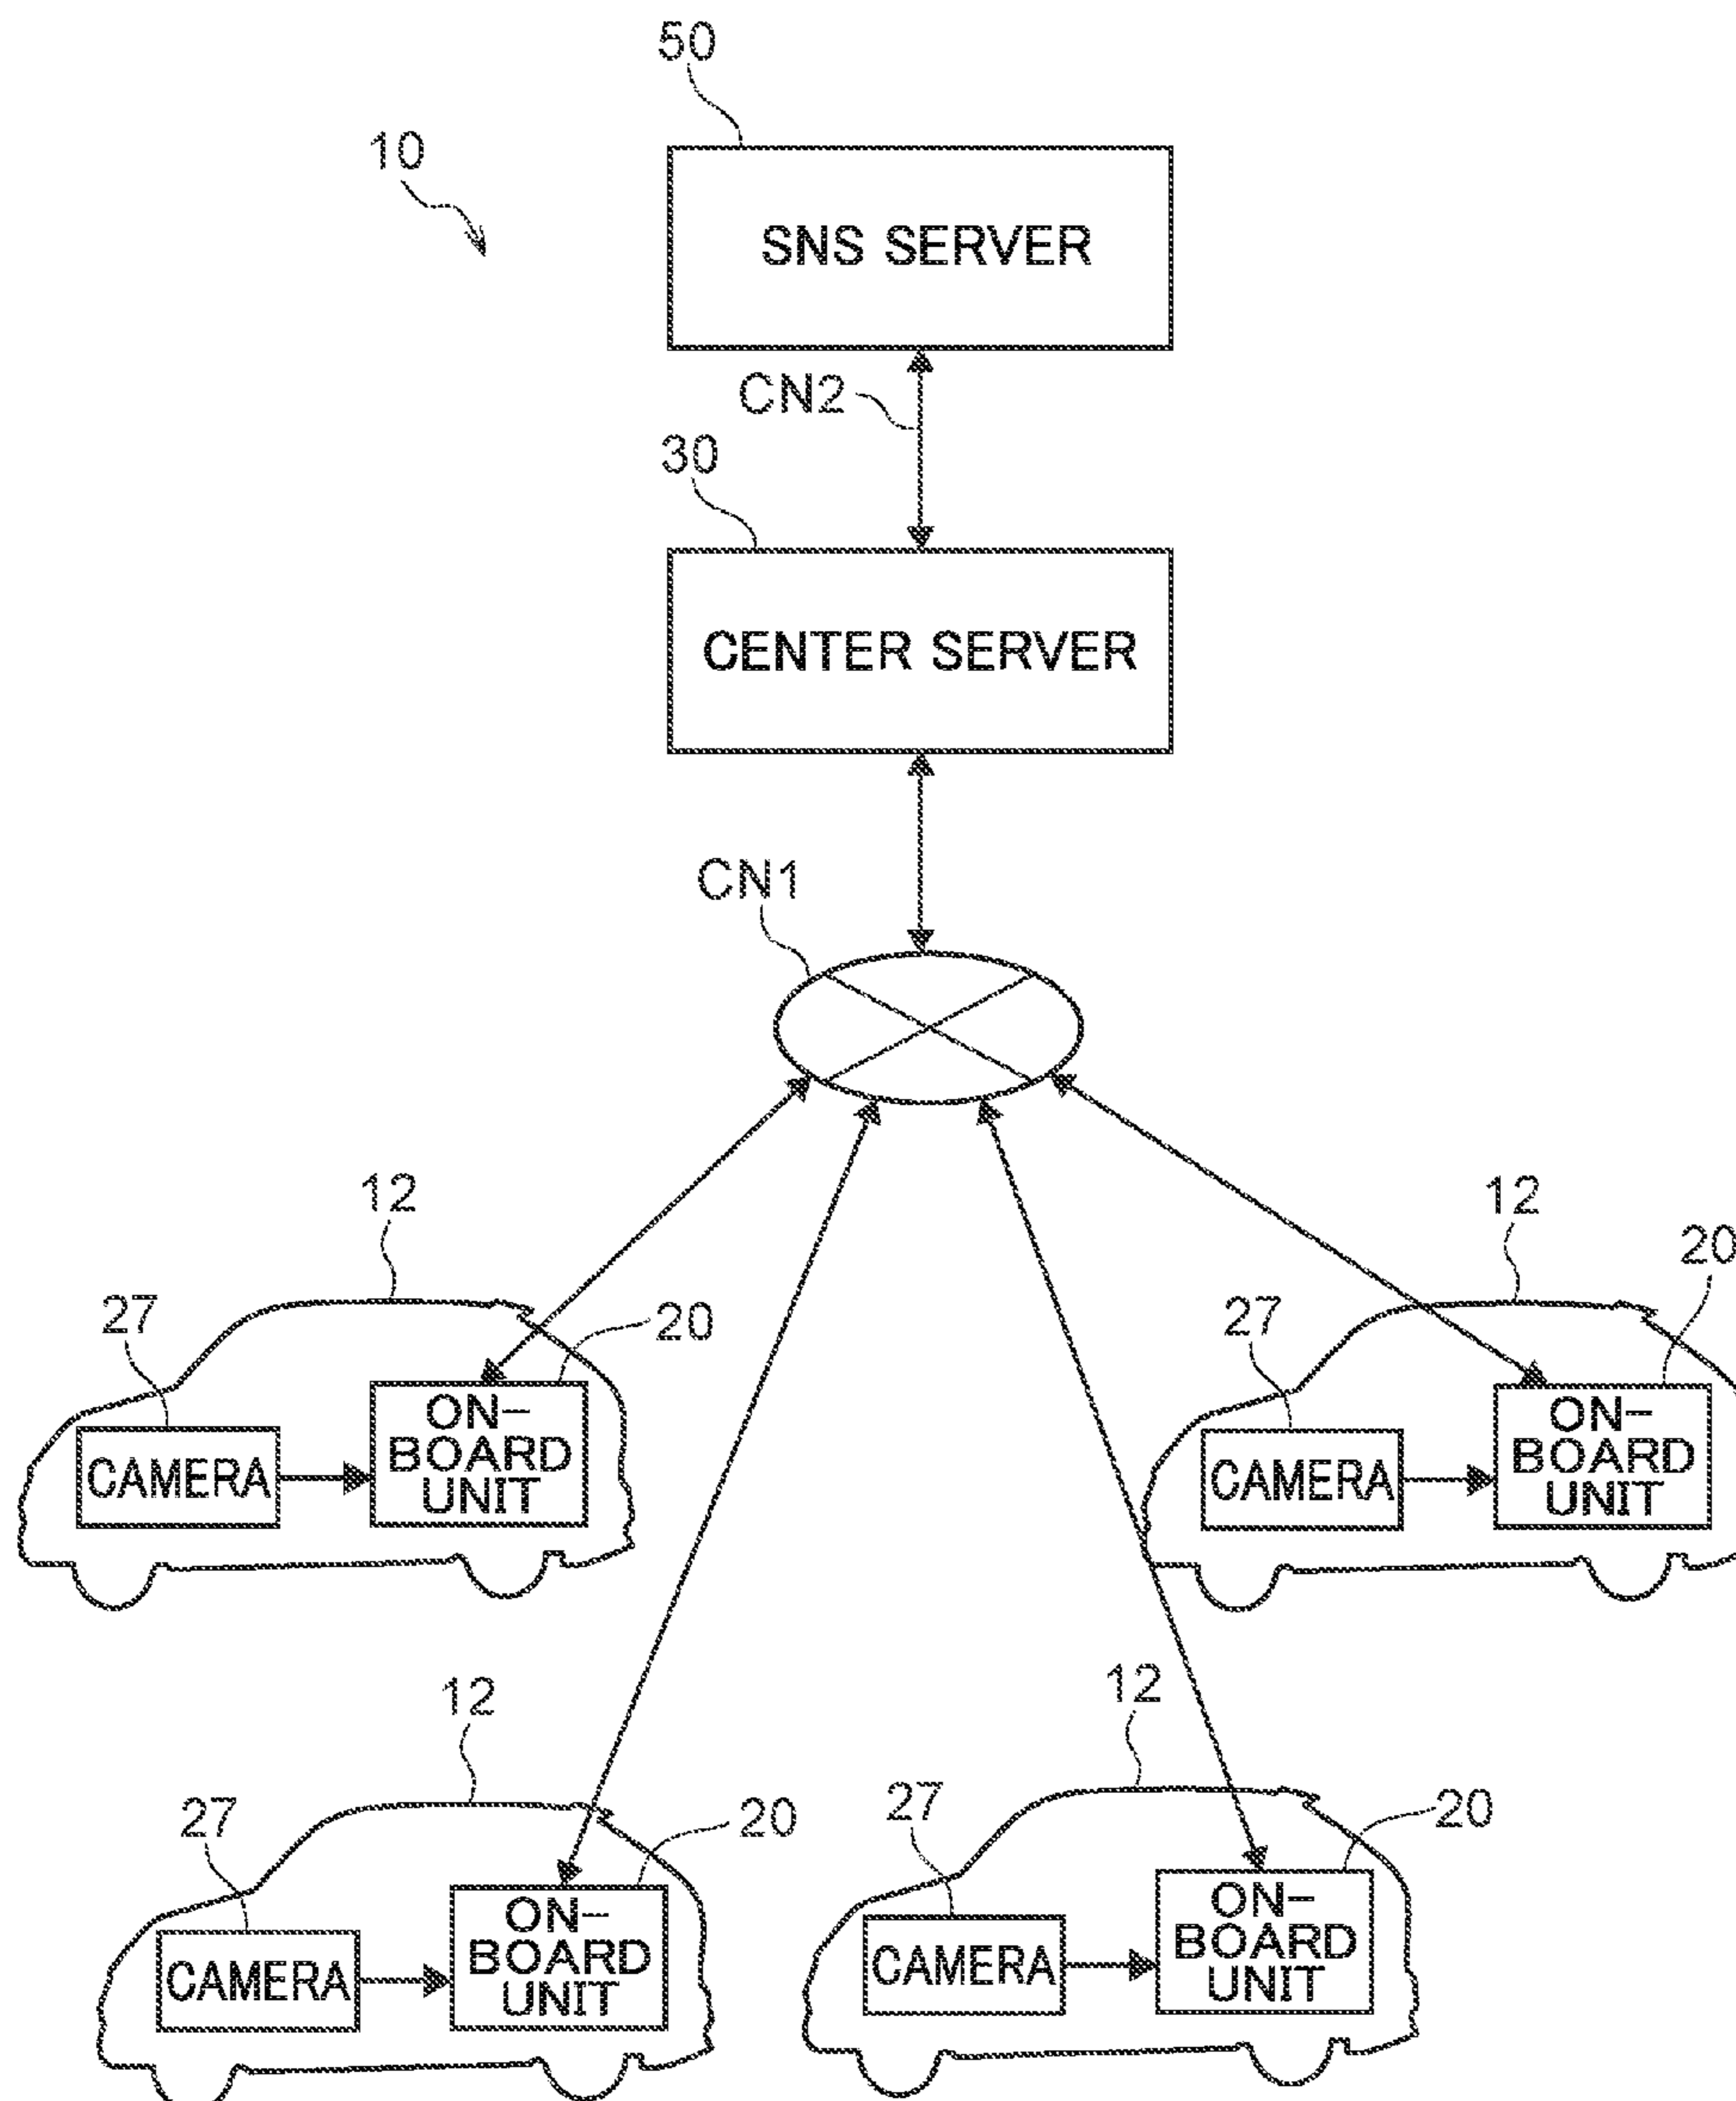 50
10
SNS SERVER
CN2
30
CENTER SERVER
CN1
12
27
20
CAMERA
ON-
BOARD
UNIT
12
20
27
CAMERA
ON-
BOARD
UNIT
12
27
20
CAMERA
ON-
BOARD
UNIT
12
27
20
CAMERA
ON-
BOARD
UNIT